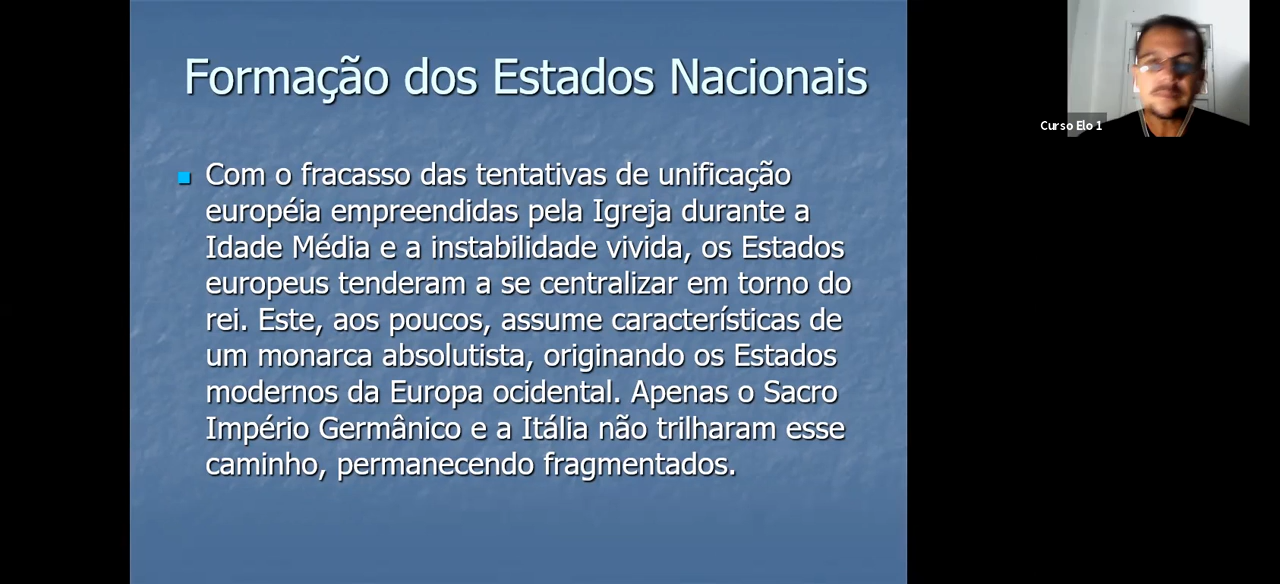 Formação dos Estados Nacionais
Com o fracasso das tentativas de unificação
européia empreendidas pela Igreja durante a
Idade Média e a instabilidade vivida, os Estados
europeus tenderam a se centralizar em torno do
rei. Este, aos poucos, assume características de
um monarca absolutista, originando os Estados
modernos da Europa ocidental. Apenas o Sacro
Império Germânico e a Itália não trilharam esse
caminho, permanecendo fragmentados.
Curso Elo 1